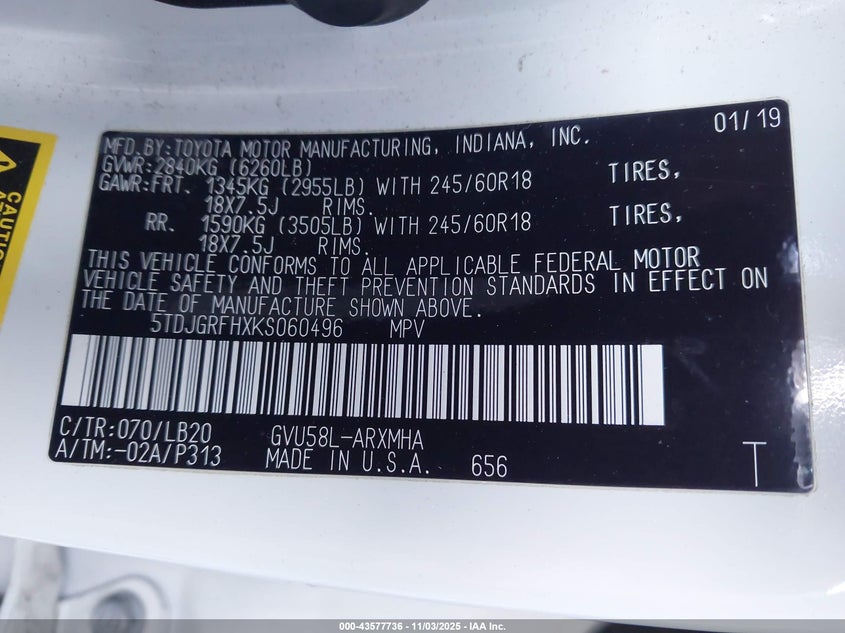 01/19
MFD.BY:TOYOTA MOTOR MANUFACTURING, INDIANA, INC.
GVWR:2840KG (6260LB)
GAWR:FRT. 1345KG (2955LB) WITH 245/60R18 TIRES,
18X7.5J RIMS.
RR. 1590KG (3505LB) WITH 245/60R18 TIRES,
18X7.5J RIMS.
THIS VEHICLE CONFORMS TO ALL APPLICABLE FEDERAL MOTOR
VEHICLE SAFETY AND THEFT PREVENTION STANDARDS IN EFFECT ON
THE DATE OF MANUFACTURE SHOWN ABOVE.
5TDJGRFHXKS060496 MPV
C/TR:070/LB20 GVU58L-ARXMHA
A/TM:-02A/P313 MADE IN U.S.A. 656 T
CAUTION
000-43577736 - 11/03/2025 - IAA Inc.